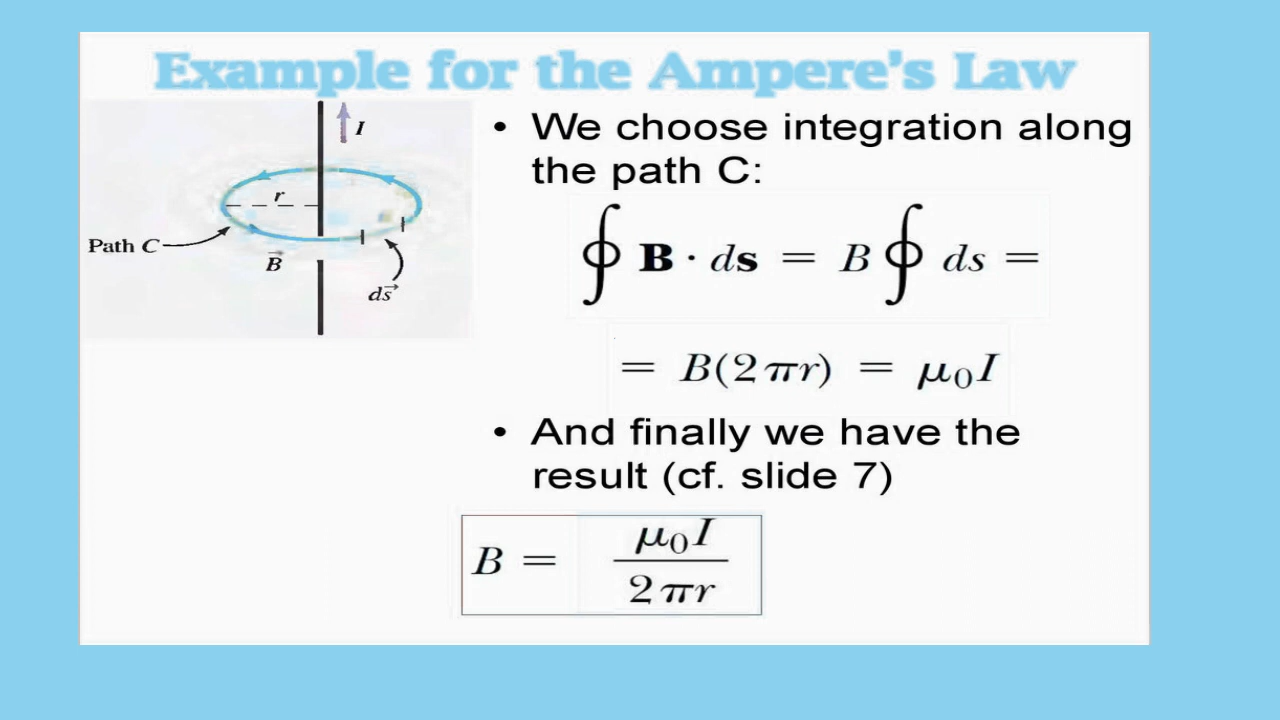 Example for the Ampere's Law
I
r
Path C
B⃗
ds⃗
• We choose integration along
the path C:
∮ B · ds = B ∮ ds =
= B(2πr) = μ₀I
• And finally we have the
result (cf. slide 7)
B = μ₀I / 2πr